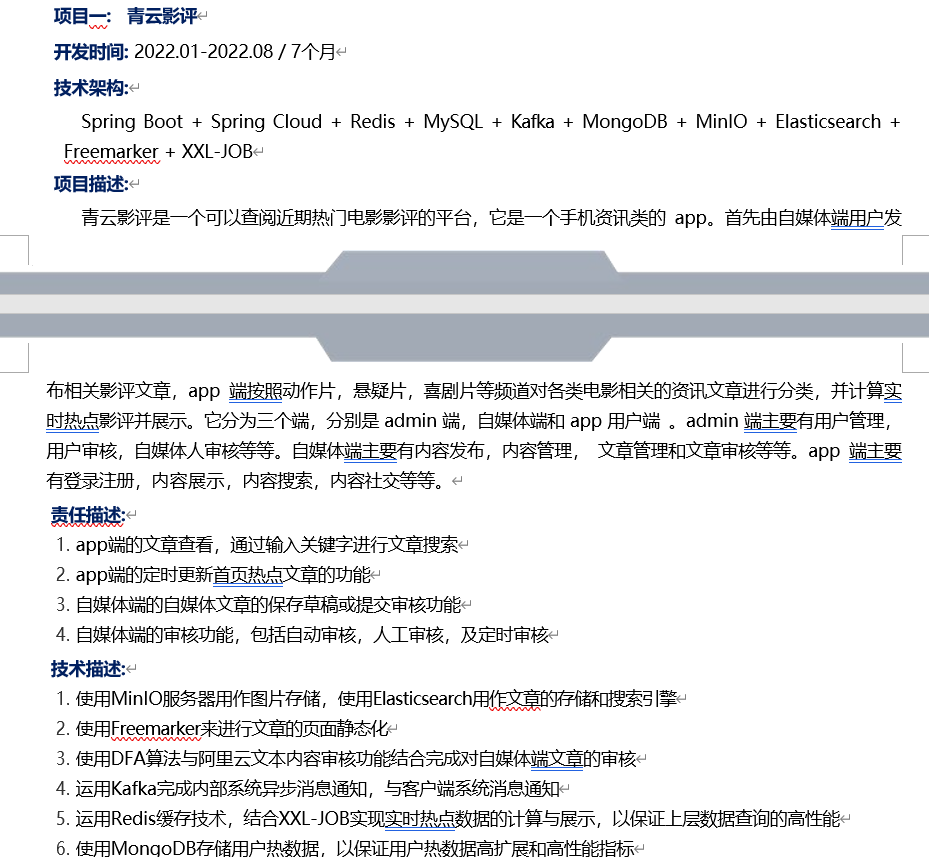 项目一： 青云影评
开发时间: 2022.01-2022.08 / 7个月
技术架构:
Spring Boot + Spring Cloud + Redis + MySQL + Kafka + MongoDB + MinIO + Elasticsearch +
Freemarker + XXL-JOB
项目描述:
青云影评是一个可以查阅近期热门电影影评的平台，它是一个手机资讯类的 app。首先由自媒体端用户发
布相关影评文章，app 端按照动作片，悬疑片，喜剧片等频道对各类电影相关的资讯文章进行分类，并计算实
时热点影评并展示。它分为三个端，分别是 admin 端，自媒体端和 app 用户端 。admin 端主要有用户管理，
用户审核，自媒体人审核等等。自媒体端主要有内容发布，内容管理， 文章管理和文章审核等等。app 端主要
有登录注册，内容展示，内容搜索，内容社交等等。
责任描述:
1. app端的文章查看，通过输入关键字进行文章搜索
2. app端的定时更新首页热点文章的功能
3. 自媒体端的自媒体文章的保存草稿或提交审核功能
4. 自媒体端的审核功能，包括自动审核，人工审核，及定时审核
技术描述:
1. 使用MinIO服务器用作图片存储，使用Elasticsearch用作文章的存储和搜索引擎
2. 使用Freemarker来进行文章的页面静态化
3. 使用DFA算法与阿里云文本内容审核功能结合完成对自媒体端文章的审核
4. 运用Kafka完成内部系统异步消息通知，与客户端系统消息通知
5. 运用Redis缓存技术，结合XXL-JOB实现实时热点数据的计算与展示，以保证上层数据查询的高性能
6. 使用MongoDB存储用户热数据，以保证用户热数据高扩展和高性能指标